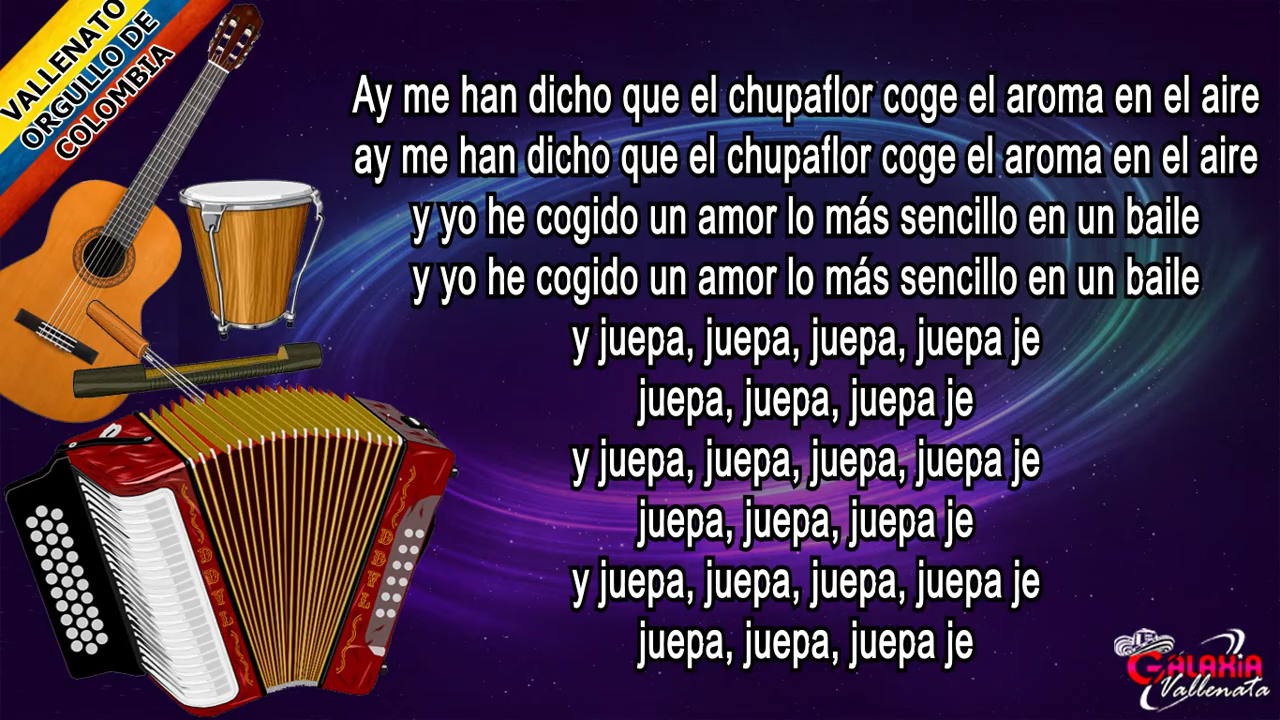 VALLENATO
ORGULLO DE
COLOMBIA
Ay me han dicho que el chupaflor coge el aroma en el aire
ay me han dicho que el chupaflor coge el aroma en el aire
y yo he cogido un amor lo más sencillo en un baile
y yo he cogido un amor lo más sencillo en un baile
y juepa, juepa, juepa, juepa je
juepa, juepa, juepa je
y juepa, juepa, juepa, juepa je
juepa, juepa, juepa je
y juepa, juepa, juepa, juepa je
juepa, juepa, juepa je
GALAXIA
Vallenata